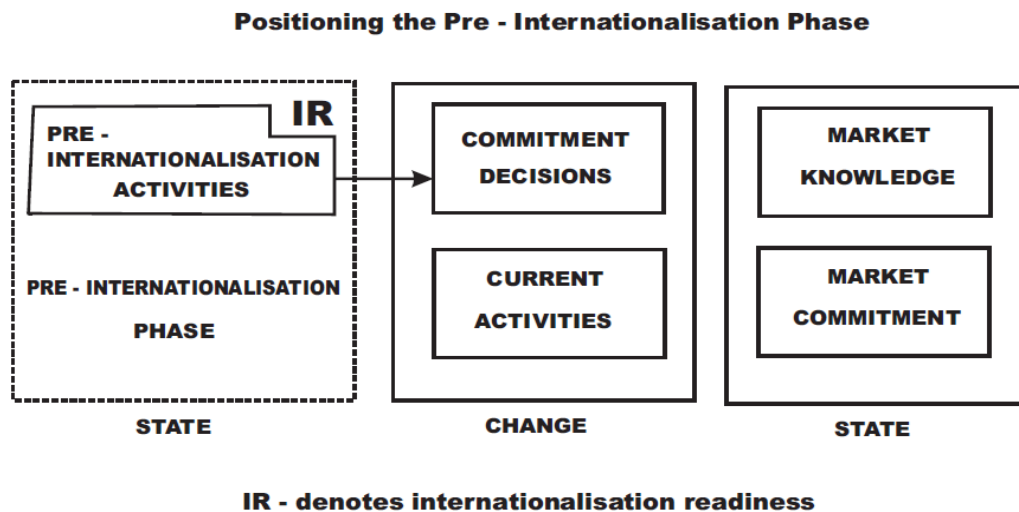 Positioning the Pre - Internationalisation Phase
IR
PRE -
INTERNATIONALISATION
ACTIVITIES
PRE - INTERNATIONALISATION
PHASE
STATE
COMMITMENT
DECISIONS
CURRENT
ACTIVITIES
CHANGE
MARKET
KNOWLEDGE
MARKET
COMMITMENT
STATE
IR - denotes internationalisation readiness